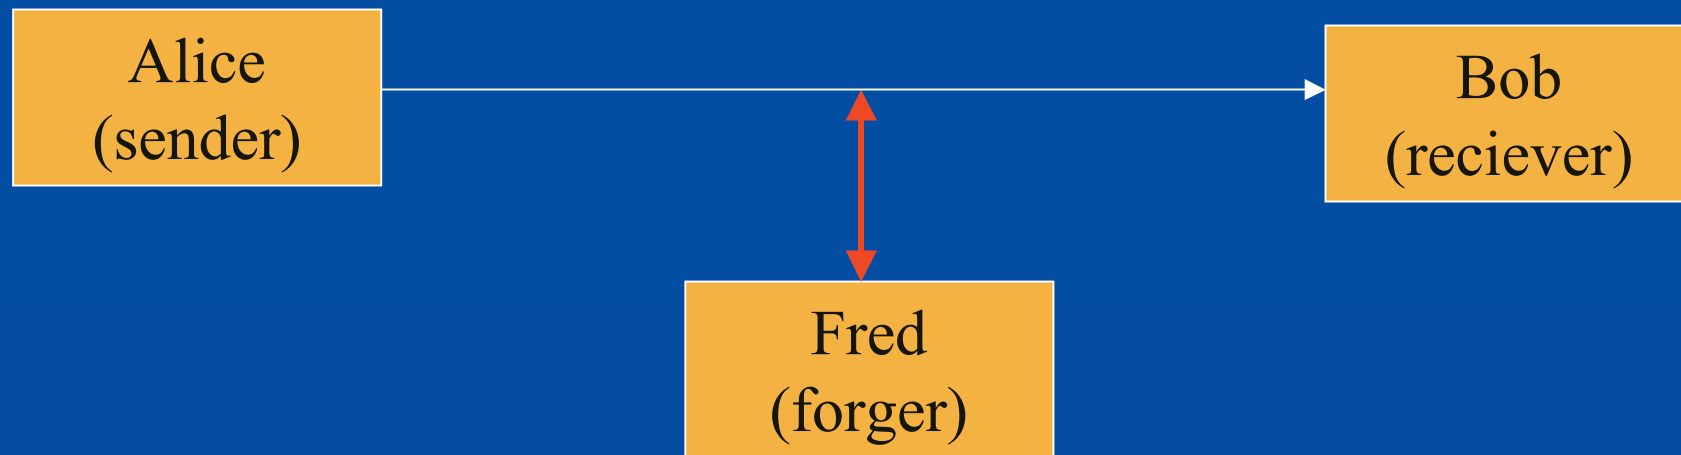 Alice
(sender)
Bob
(reciever)
Fred
(forger)